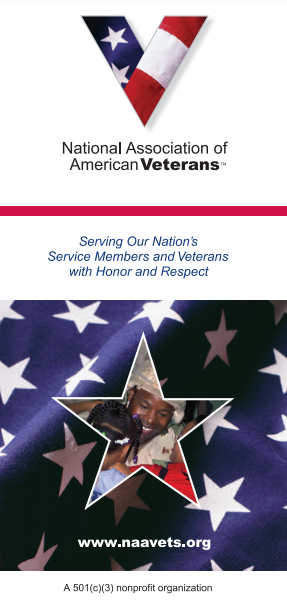 National Association of
American Veterans™
Serving Our Nation's
Service Members and Veterans
with Honor and Respect
www.naavets.org
A 501(c)(3) nonprofit organization